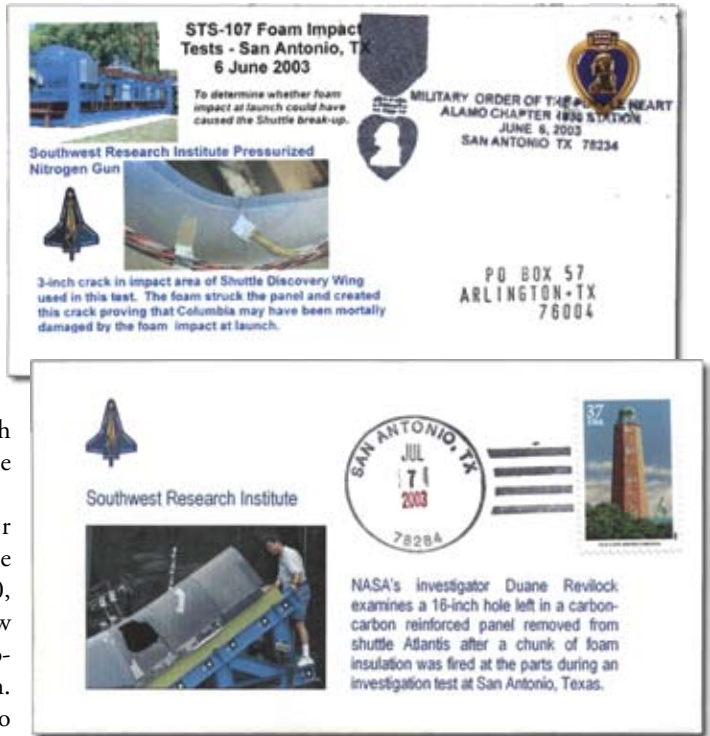 STS-107 Foam Impact
Tests - San Antonio, TX
6 June 2003
To determine whether foam
impact at launch could have
caused the Shuttle break-up.
Southwest Research Institute Pressurized
Nitrogen Gun
3-inch crack in impact area of Shuttle Discovery Wing
used in this test. The foam struck the panel and created
this crack proving that Columbia may have been mortally
damaged by the foam impact at launch.
MILITARY ORDER OF THE PURPLE HEART
ALAMO CHAPTER 1836 STATION
JUNE 6, 2003
SAN ANTONIO TX 78234
PO BOX 57
ARLINGTON-TX
76004
Southwest Research Institute
SAN ANTONIO, TX
JUL
7
2003
78284
37
USA
NASA's investigator Duane Revilock
examines a 16-inch hole left in a carbon-
carbon reinforced panel removed from
shuttle Atlantis after a chunk of foam
insulation was fired at the parts during an
investigation test at San Antonio, Texas.